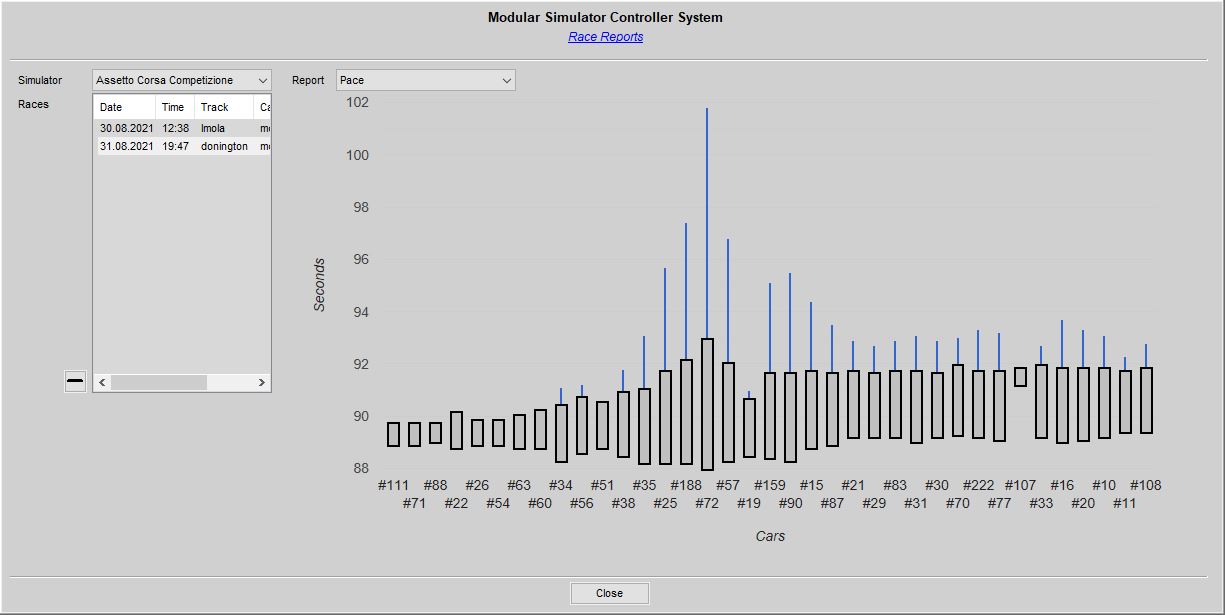 Modular Simulator Controller System
Race Reports
Simulator Assetto Corsa Competizione Report Pace
Races
Date Time Track Ca
30.08.2021 12:38 Imola mo
31.08.2021 19:47 donington mo
102
100
98
96
94
92
90
88
Seconds
#111 #88 #26 #63 #34 #51 #35 #188 #57 #159 #15 #21 #83 #30 #222 #107 #16 #10 #108
#71 #22 #54 #60 #56 #38 #25 #72 #19 #90 #87 #29 #31 #70 #77 #33 #20 #11
Cars
Close